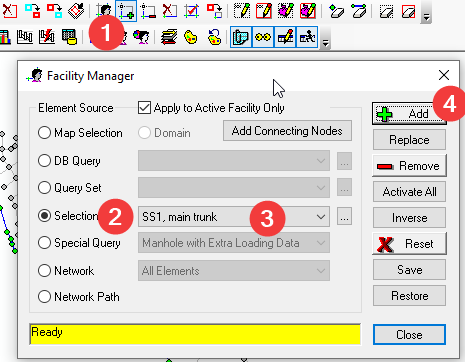 1
Facility Manager
Element Source
Apply to Active Facility Only
Map Selection
Domain
Add Connecting Nodes
DB Query
...
Query Set
...
Selection
2
SS1, main trunk
3
...
Special Query
Manhole with Extra Loading Data
Network
All Elements
Network Path
Ready
Add
4
Replace
Remove
Activate All
Inverse
Reset
Save
Restore
Close